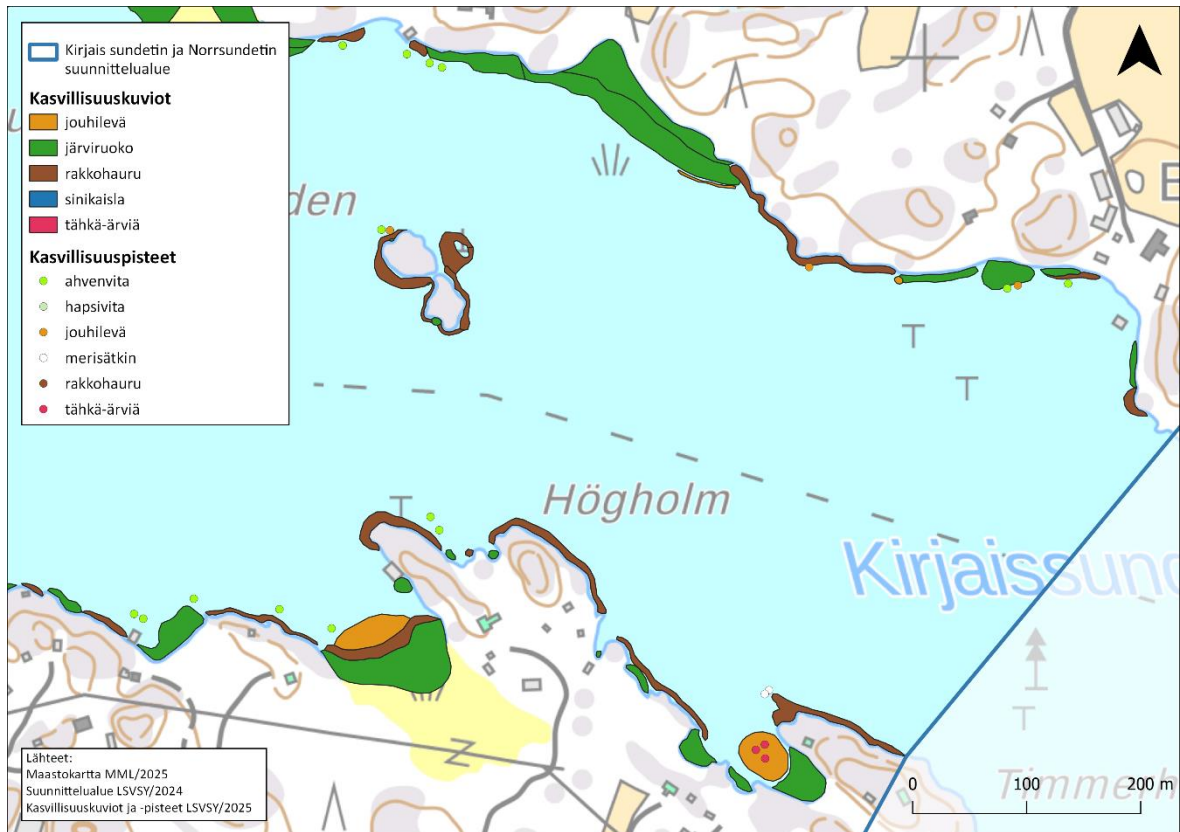 Kirjais sundetin ja Norrsundetin
suunnittelualue
Kasvillisuuskuviot
jouhilevä
järviruoko
rakkohauru
sinikaisla
tähkä-ärviä
Kasvillisuuspisteet
ahvenvita
hapsivita
jouhilevä
merisätkin
rakkohauru
tähkä-ärviä
den
B
Högholm
Kirjaissund
Timmerh
Lähteet:
Maastokartta MML/2025
Suunnittelualue LSVSY/2024
Kasvillisuuskuviot ja -pisteet LSVSY/2025
0 100 200 m